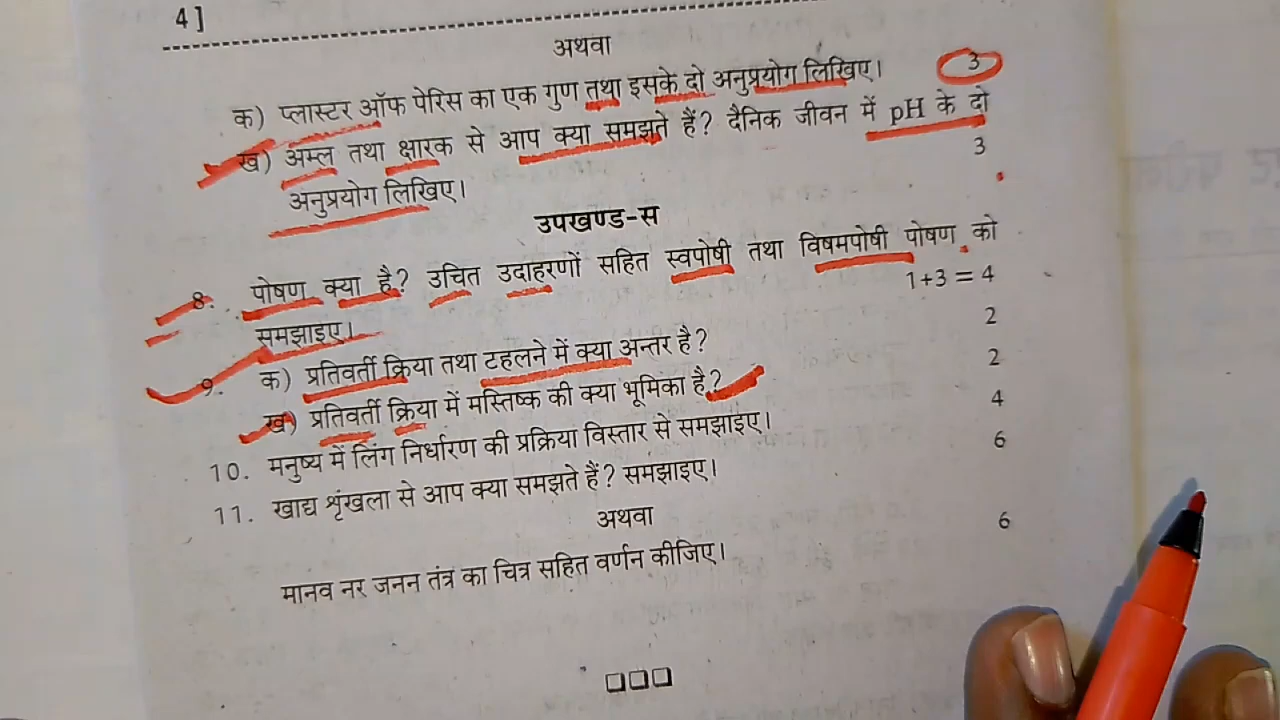 4]
अथवा
क) प्लास्टर ऑफ पेरिस का एक गुण तथा इसके दो अनुप्रयोग लिखिए। 3
ख) अम्ल तथा क्षारक से आप क्या समझते हैं? दैनिक जीवन में pH के दो
अनुप्रयोग लिखिए। 3
उपखण्ड-स
8. पोषण क्या है? उचित उदाहरणों सहित स्वपोषी तथा विषमपोषी पोषण को
समझाइए। 1+3 = 4
9. क) प्रतिवर्ती क्रिया तथा टहलने में क्या अन्तर है? 2
ख) प्रतिवर्ती क्रिया में मस्तिष्क की क्या भूमिका है? 2
10. मनुष्य में लिंग निर्धारण की प्रक्रिया विस्तार से समझाइए। 4
11. खाद्य शृंखला से आप क्या समझते हैं? समझाइए। 6
अथवा
मानव नर जनन तंत्र का चित्र सहित वर्णन कीजिए। 6